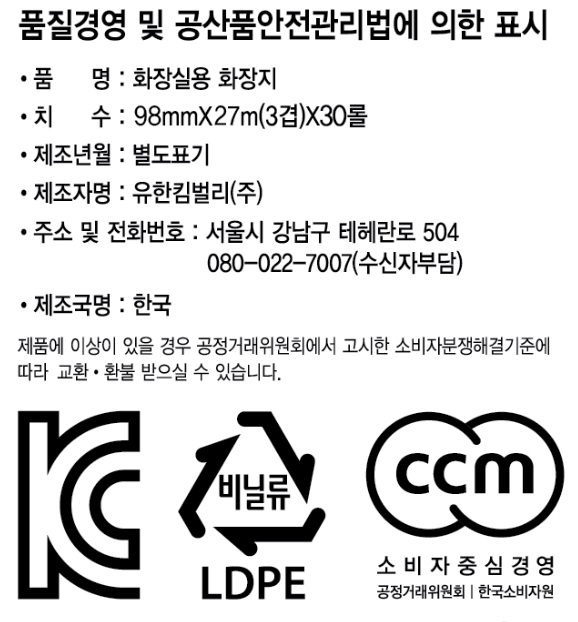 품질경영 및 공산품안전관리법에 의한 표시
• 품 명 : 화장실용 화장지
• 치 수 : 98mmX27m(3겹)X30롤
• 제조년월 : 별도표기
• 제조자명 : 유한킴벌리(주)
• 주소 및 전화번호 : 서울시 강남구 테헤란로 504
080-022-7007(수신자부담)
• 제조국명 : 한국
제품에 이상이 있을 경우 공정거래위원회에서 고시한 소비자분쟁해결기준에
따라 교환 • 환불 받으실 수 있습니다.
KC
비닐류
LDPE
ccm
소비자중심경영
공정거래위원회 | 한국소비자원